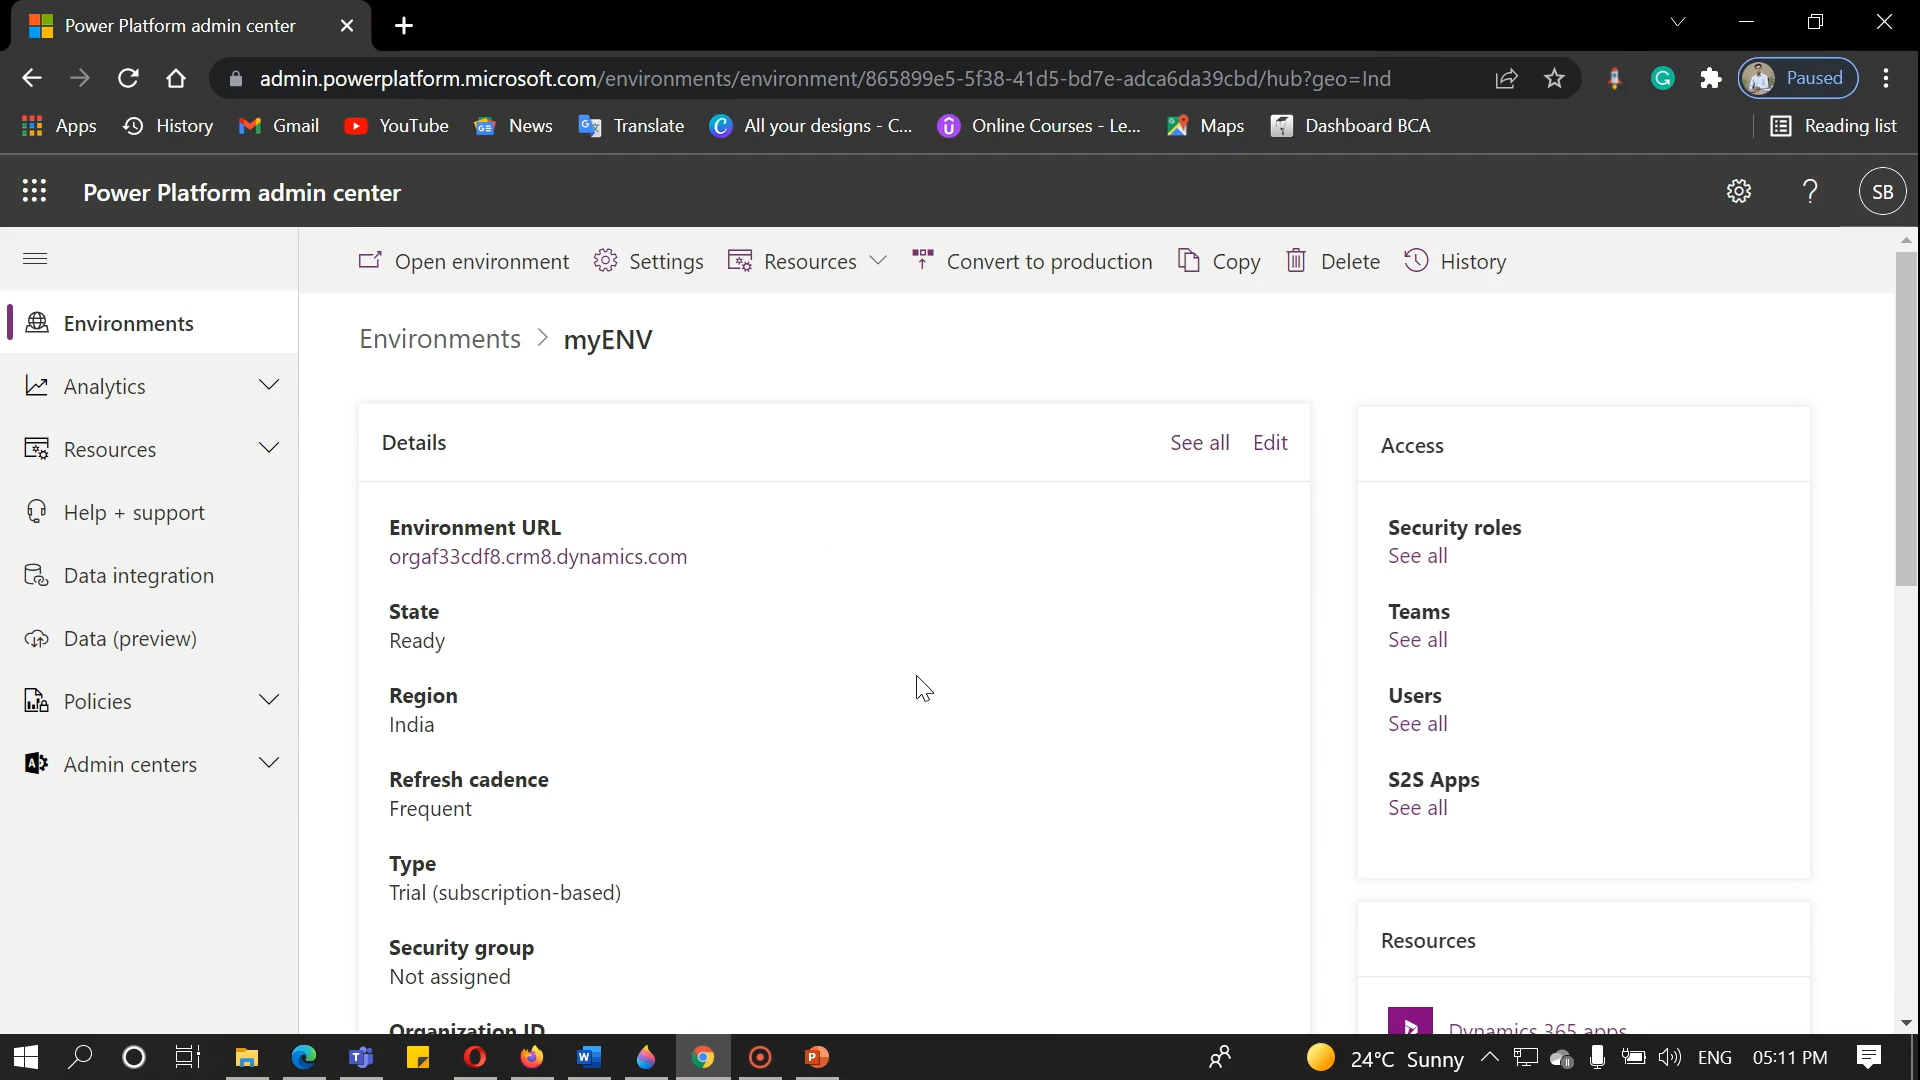 Power Platform admin center
admin.powerplatform.microsoft.com/environments/environment/865899e5-5f38-41d5-bd7e-adca6da39cbd/hub?geo=Ind
Paused
Apps History Gmail YouTube News Translate All your designs - C... Online Courses - Le... Maps Dashboard BCA Reading list
Power Platform admin center
SB
Open environment Settings Resources Convert to production Copy Delete History
Environments
Analytics
Resources
Help + support
Data integration
Data (preview)
Policies
Admin centers
Environments > myENV
Details See all Edit
Environment URL
orgaf33cdf8.crm8.dynamics.com
State
Ready
Region
India
Refresh cadence
Frequent
Type
Trial (subscription-based)
Security group
Not assigned
Organization ID
Access
Security roles
See all
Teams
See all
Users
See all
S2S Apps
See all
Resources
Dynamics 365 apps
24°C Sunny ENG 05:11 PM